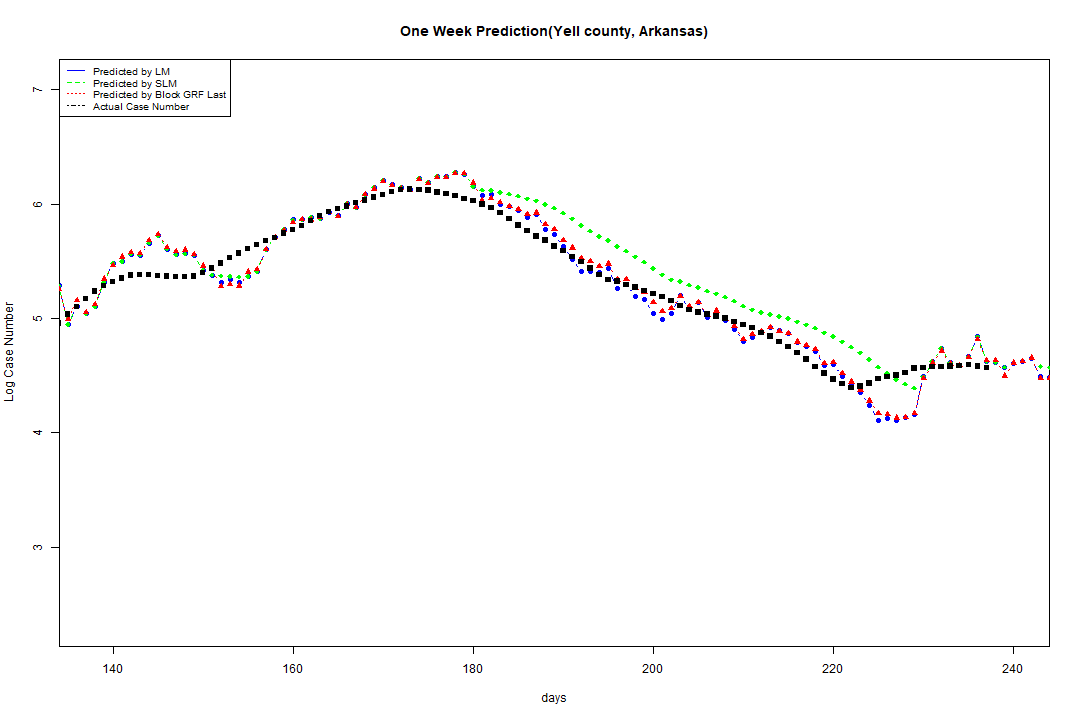 One Week Prediction(Yell county, Arkansas)
Predicted by LM
Predicted by SLM
Predicted by Block GRF Last
Actual Case Number
7
6
5
4
3
Log Case Number
140 160 180 200 220 240
days